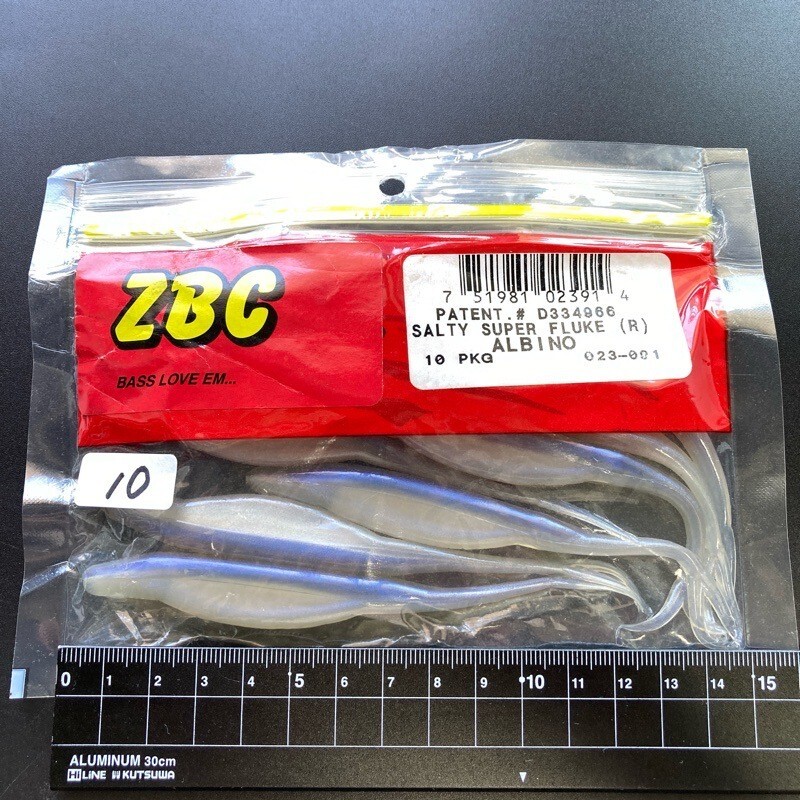 ZBC
BASS LOVE EM...
7 51981 02391 4
PATENT.# D334966
SALTY SUPER FLUKE (R)
ALBINO
10 PKG 023-001
10
0 1 2 3 4 5 6 7 8 9 10 11 12 13 14 15
ALUMINUM 30cm
Hi LINE KUTSUWA